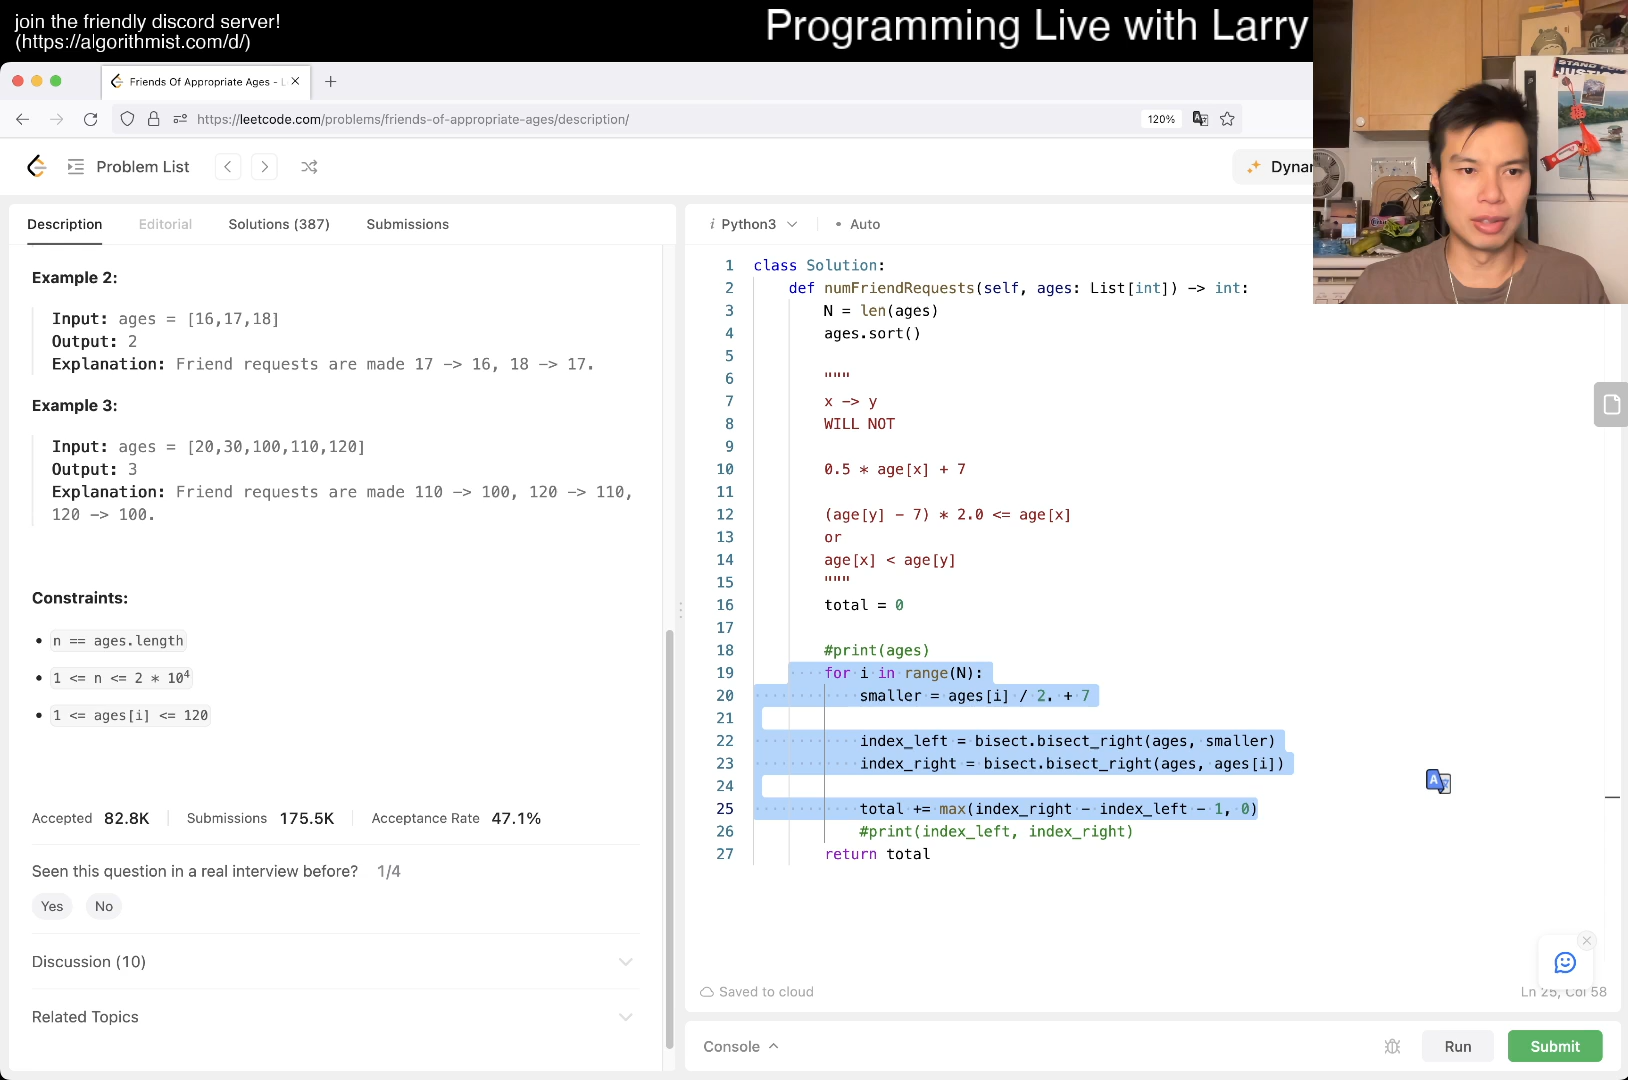 join the friendly discord server!
(https://algorithmist.com/d/)
Programming Live with Larry
Friends Of Appropriate Ages - L
https://leetcode.com/problems/friends-of-appropriate-ages/description/
120%
Problem List
Dynan
Description
Editorial
Solutions (387)
Submissions
Example 2:
Input: ages = [16,17,18]
Output: 2
Explanation: Friend requests are made 17 -> 16, 18 -> 17.
Example 3:
Input: ages = [20,30,100,110,120]
Output: 3
Explanation: Friend requests are made 110 -> 100, 120 -> 110,
120 -> 100.
Constraints:
• n == ages.length
• 1 <= n <= 2 * 10⁴
• 1 <= ages[i] <= 120
Accepted 82.8K
Submissions 175.5K
Acceptance Rate 47.1%
Seen this question in a real interview before? 1/4
Yes
No
Discussion (10)
Related Topics
i Python3
• Auto
1 class Solution:
2 def numFriendRequests(self, ages: List[int]) -> int:
3 N = len(ages)
4 ages.sort()
5
6 """
7 x -> y
8 WILL NOT
9
10 0.5 * age[x] + 7
11
12 (age[y] - 7) * 2.0 <= age[x]
13 or
14 age[x] < age[y]
15 """
16 total = 0
17
18 #print(ages)
19 for i in range(N):
20 smaller = ages[i] / 2. + 7
21
22 index_left = bisect.bisect_right(ages, smaller)
23 index_right = bisect.bisect_right(ages, ages[i])
24
25 total += max(index_right - index_left - 1, 0)
26 #print(index_left, index_right)
27 return total
Saved to cloud
Ln 25, Col 58
Console
Run
Submit
STAND FOR